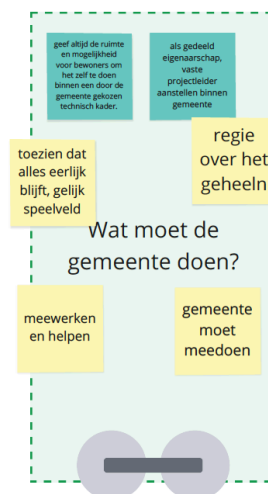 geef altijd de ruimte
en mogelijkheid
voor bewoners om
het zelf te doen
binnen een door de
gemeente gekozen
technisch kader.
als gedeeld
eigenaarschap,
vaste
projectleider
aanstellen binnen
gemeente
regie
over het
geheeln
toezien dat
alles eerlijk
blijft, gelijk
speelveld
Wat moet de
gemeente doen?
meewerken
en helpen
gemeente
moet
meedoen